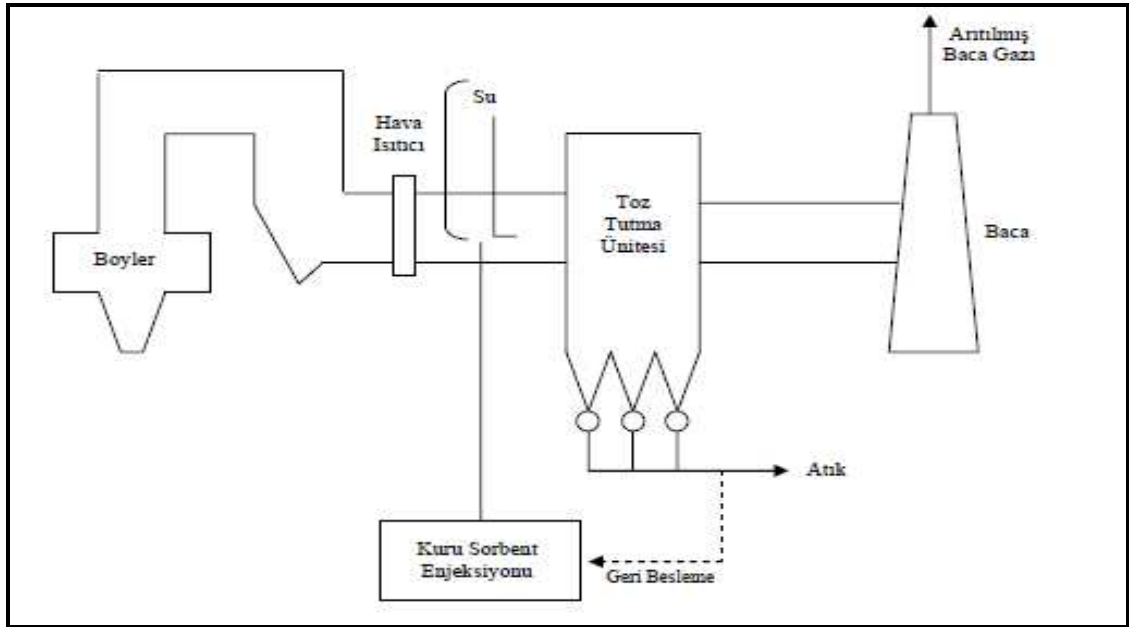 Arıtılmış
Baca Gazı
Su
Hava
Isıtıcı
Toz
Tutma
Ünitesi
Baca
Boyler
Atık
Kuru Sorbent
Enjeksiyonu
Geri Besleme